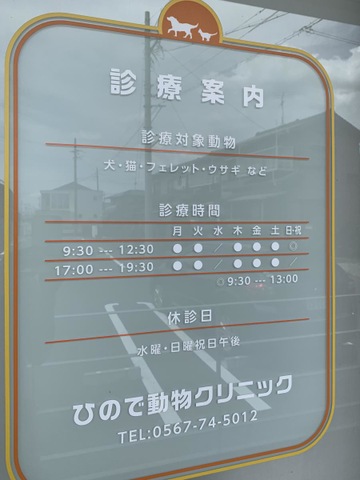 診療案内
診療対象動物
犬・猫・フェレット・ウサギ など
診療時間
月 火 水 木 金 土 日・祝
9:30 --- 12:30 ● ● ／ ● ● ● ○
17:00 --- 19:30 ● ● ／ ● ● ● ／
○9:30 --- 13:00
休診日
水曜・日曜祝日午後
ひので動物クリニック
TEL:0567-74-5012